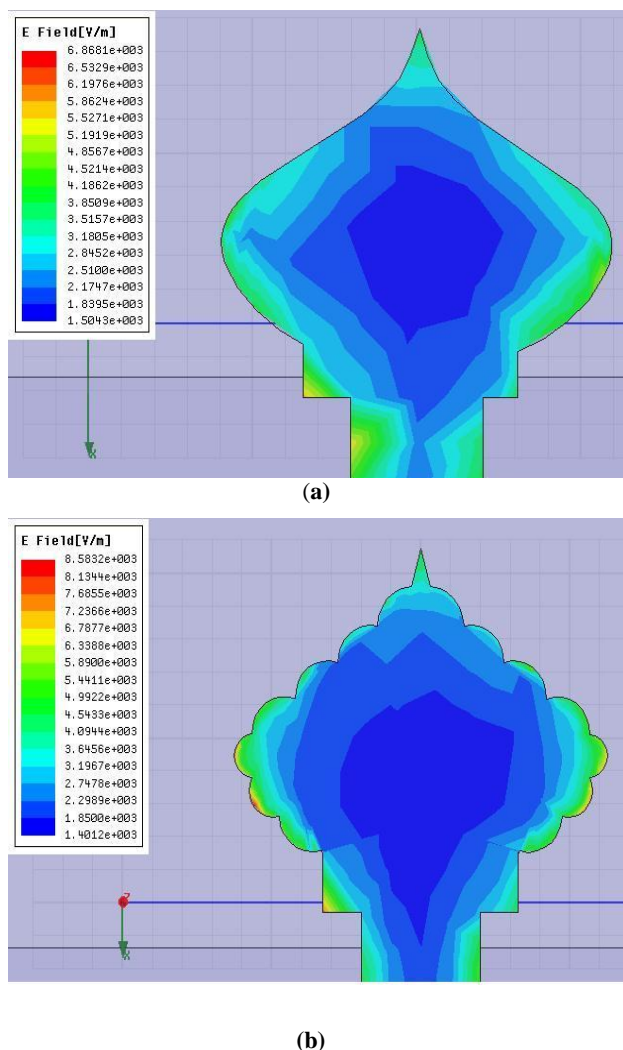 E Field[V/m]
6.8681e+003
6.5329e+003
6.1976e+003
5.8624e+003
5.5271e+003
5.1919e+003
4.8567e+003
4.5214e+003
4.1862e+003
3.8509e+003
3.5157e+003
3.1805e+003
2.8452e+003
2.5100e+003
2.1747e+003
1.8395e+003
1.5043e+003
X
(a)
E Field[V/m]
8.5832e+003
8.1344e+003
7.6855e+003
7.2366e+003
6.7877e+003
6.3388e+003
5.8900e+003
5.4411e+003
4.9922e+003
4.5433e+003
4.0944e+003
3.6456e+003
3.1967e+003
2.7478e+003
2.2989e+003
1.8500e+003
1.4012e+003
Z
X
(b)